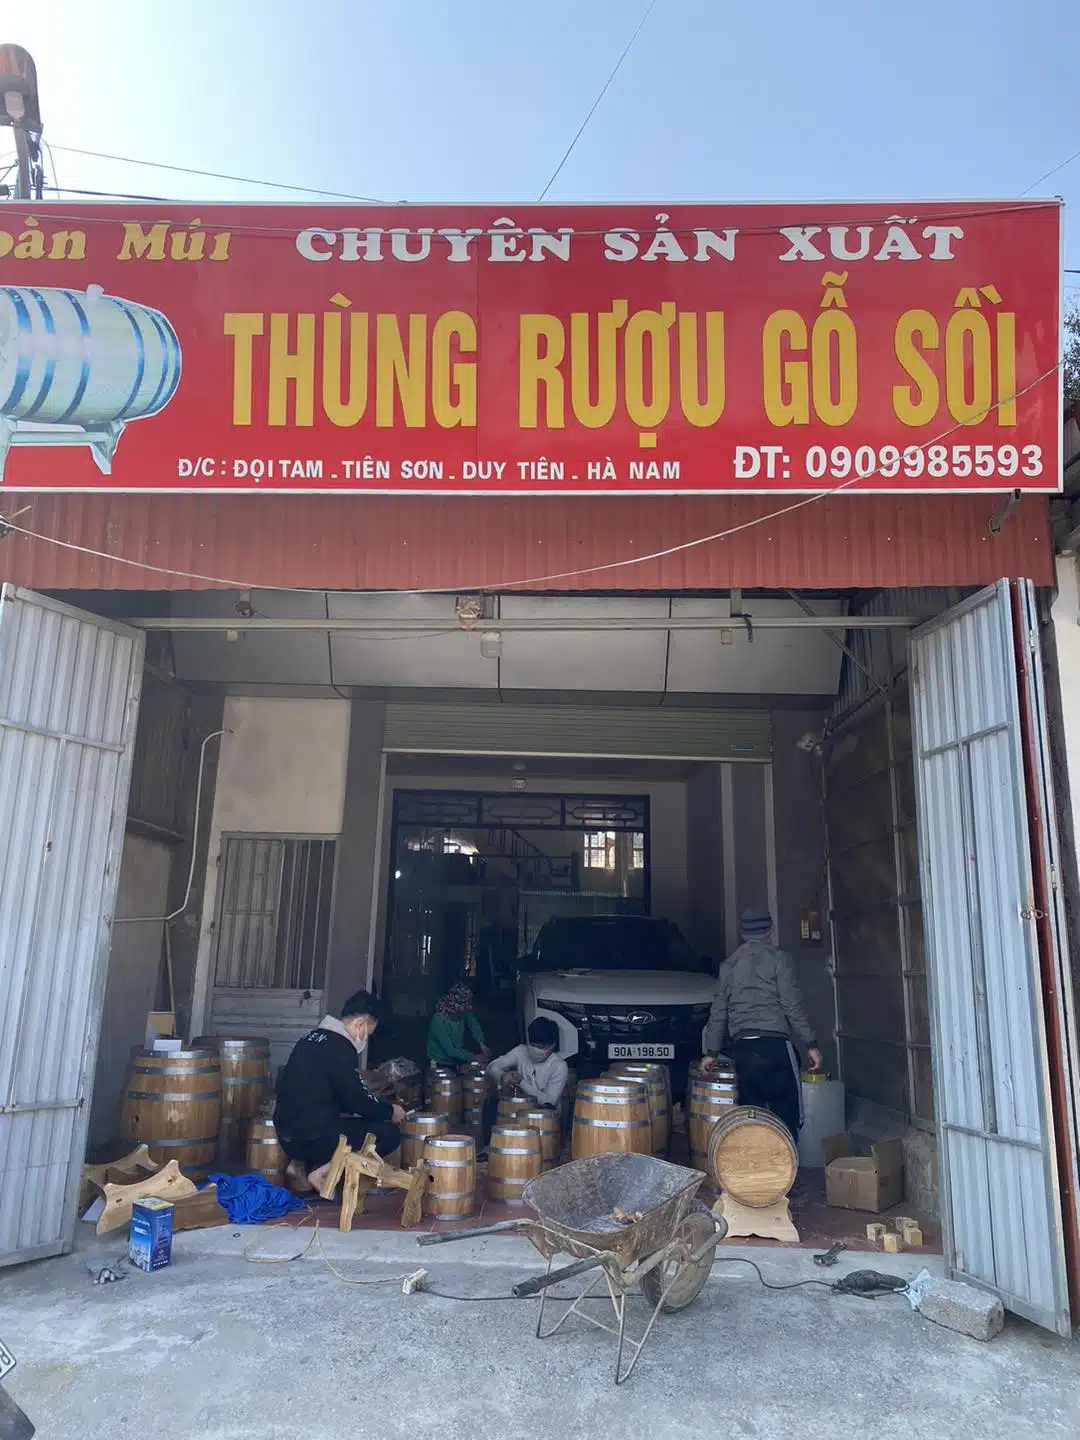 oàn Múi CHUYÊN SẢN XUẤT
THÙNG RƯỢU GỖ SỒI
Đ/C : ĐỌI TAM - TIÊN SƠN - DUY TIÊN - HÀ NAM ĐT: 0909985593
90A-198.50